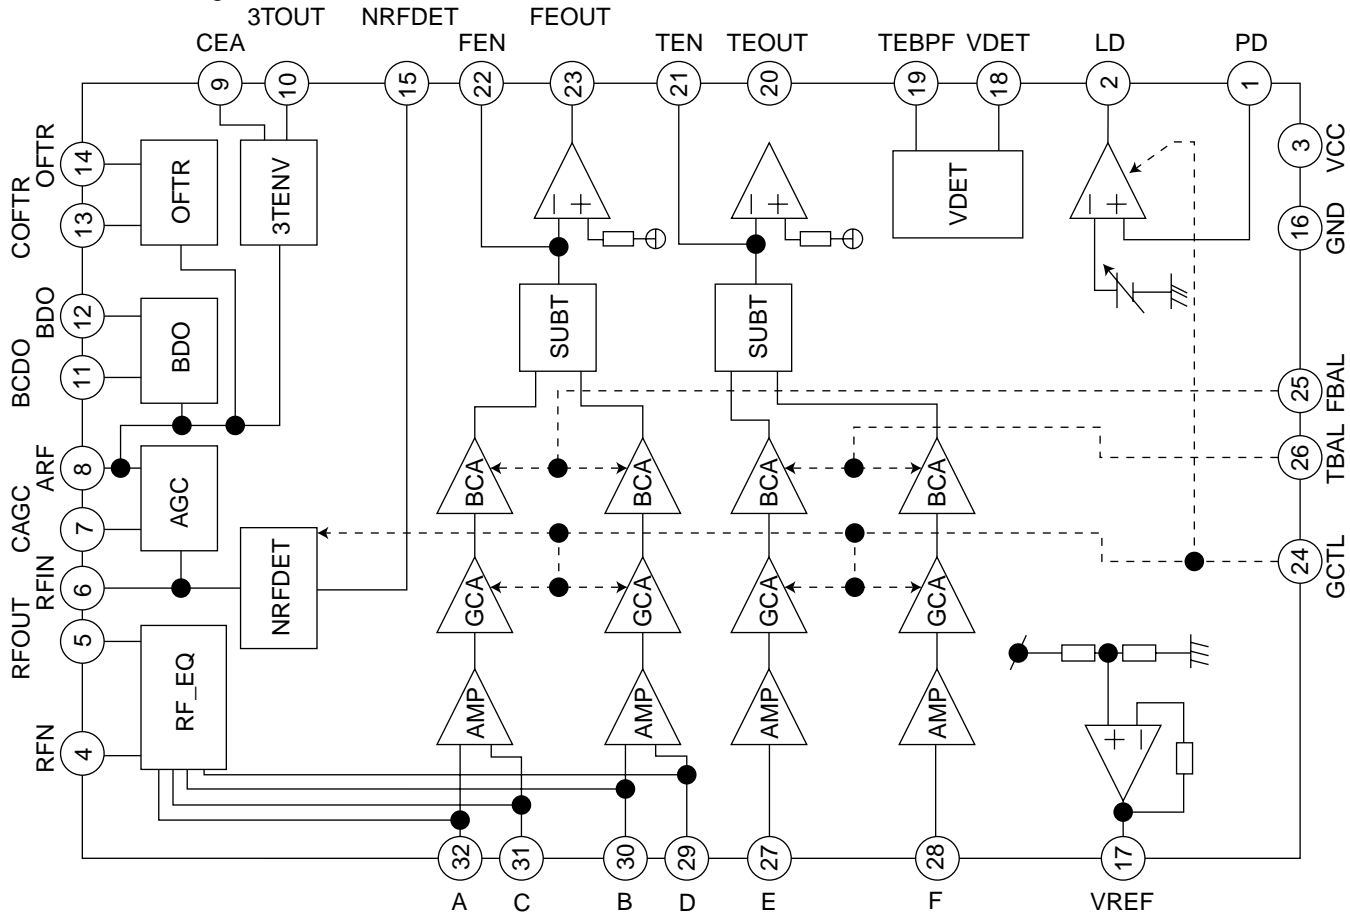 3TOUT NRFDET FEOUT
CEA FEN TEN TEOUT TEBPF VDET LD PD
9 10 15 22 23 21 20 19 18 2 1
OFTR 14 OFTR 3TENV VDET 3 VCC
COFTR 13 − + − + − + 16 GND
BDO 12 BDO SUBT SUBT
BCDO 11 25 FBAL
ARF 8 AGC BCA BCA BCA BCA 26 TBAL
CAGC 7
RFIN 6 NRFDET GCA GCA GCA GCA 24 GCTL
RFOUT 5 RF_EQ AMP AMP AMP AMP
RFN 4 + −
32 31 30 29 27 28 17
A C B D E F VREF